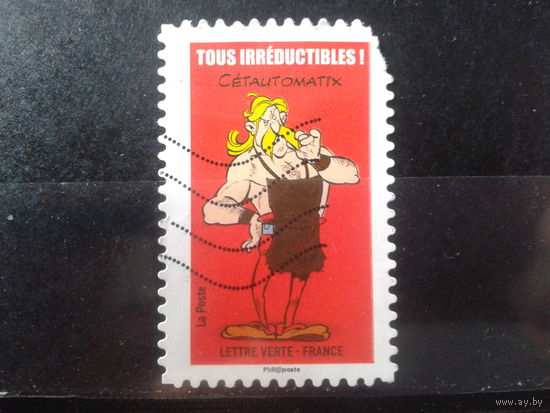 TOUS IRRÉDUCTIBLES !
CÉTAUTOMATIX
La Poste
LETTRE VERTE - FRANCE
Phil@poste
www.ay.by